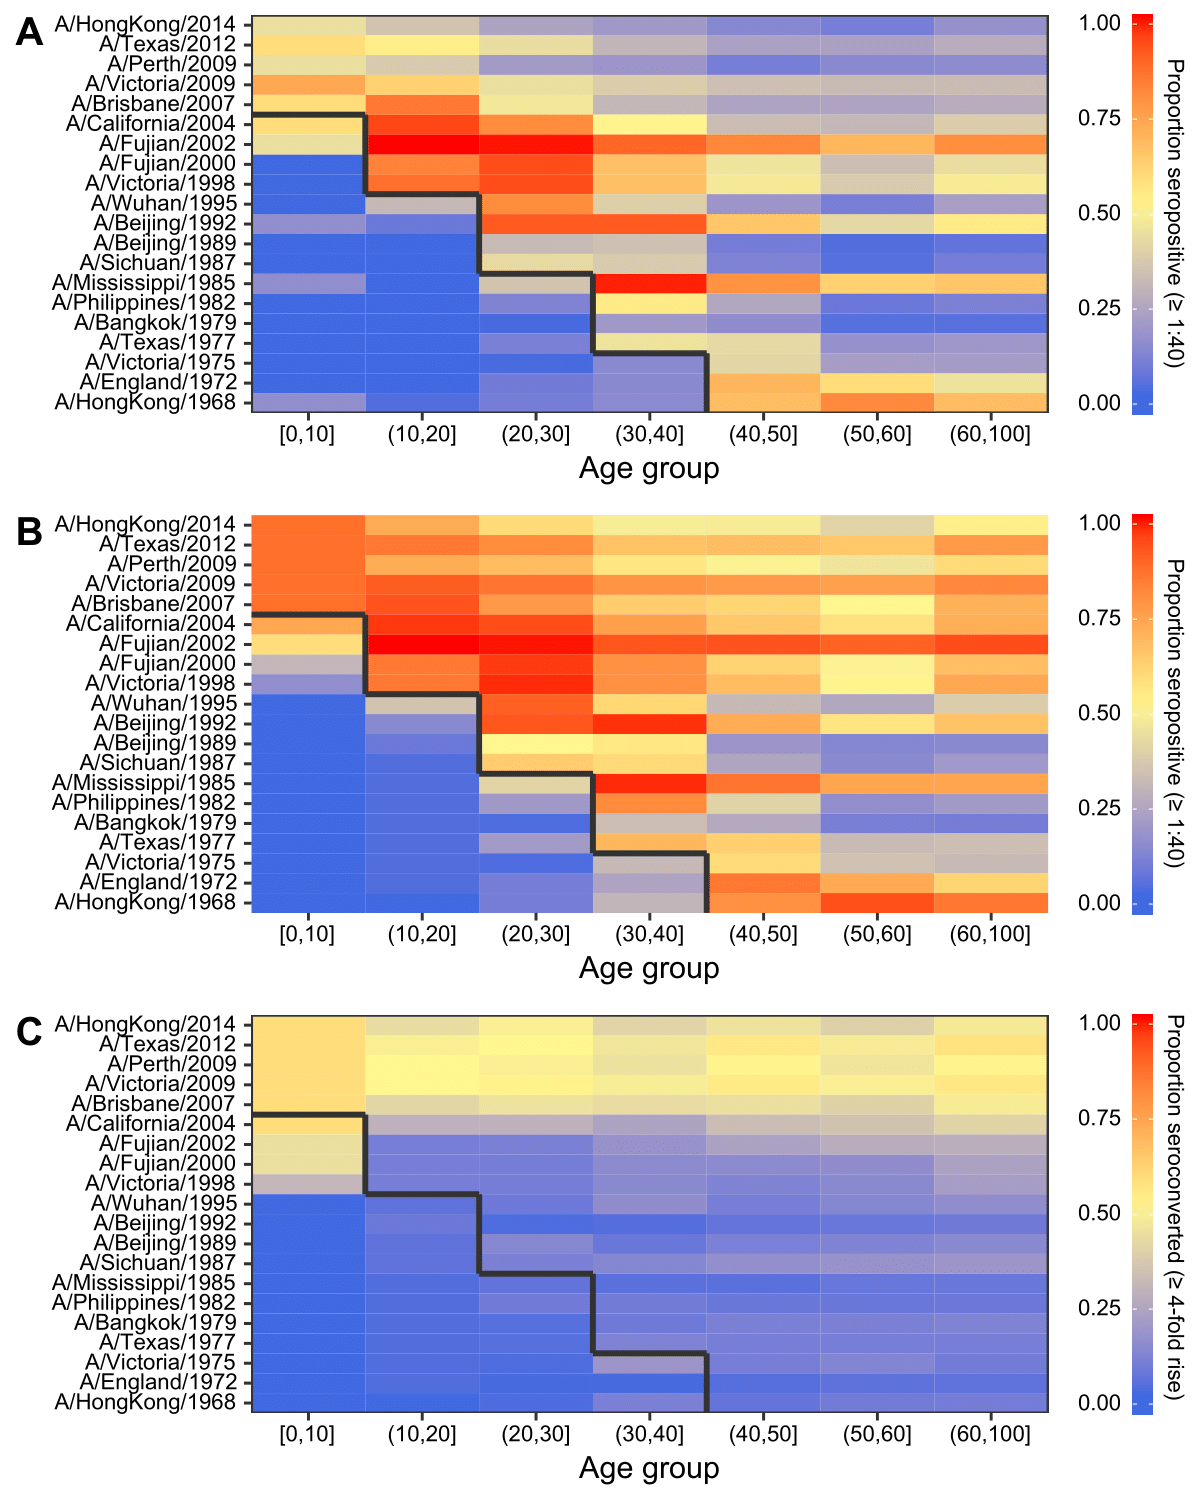 A
A/HongKong/2014
A/Texas/2012
A/Perth/2009
A/Victoria/2009
A/Brisbane/2007
A/California/2004
A/Fujian/2002
A/Fujian/2000
A/Victoria/1998
A/Wuhan/1995
A/Beijing/1992
A/Beijing/1989
A/Sichuan/1987
A/Mississippi/1985
A/Philippines/1982
A/Bangkok/1979
A/Texas/1977
A/Victoria/1975
A/England/1972
A/HongKong/1968
[0,10] (10,20] (20,30] (30,40] (40,50] (50,60] (60,100]
Age group
1.00
0.75
0.50
0.25
0.00
Proportion seropositive (≥ 1:40)
B
A/HongKong/2014
A/Texas/2012
A/Perth/2009
A/Victoria/2009
A/Brisbane/2007
A/California/2004
A/Fujian/2002
A/Fujian/2000
A/Victoria/1998
A/Wuhan/1995
A/Beijing/1992
A/Beijing/1989
A/Sichuan/1987
A/Mississippi/1985
A/Philippines/1982
A/Bangkok/1979
A/Texas/1977
A/Victoria/1975
A/England/1972
A/HongKong/1968
[0,10] (10,20] (20,30] (30,40] (40,50] (50,60] (60,100]
Age group
1.00
0.75
0.50
0.25
0.00
Proportion seropositive (≥ 1:40)
C
A/HongKong/2014
A/Texas/2012
A/Perth/2009
A/Victoria/2009
A/Brisbane/2007
A/California/2004
A/Fujian/2002
A/Fujian/2000
A/Victoria/1998
A/Wuhan/1995
A/Beijing/1992
A/Beijing/1989
A/Sichuan/1987
A/Mississippi/1985
A/Philippines/1982
A/Bangkok/1979
A/Texas/1977
A/Victoria/1975
A/England/1972
A/HongKong/1968
[0,10] (10,20] (20,30] (30,40] (40,50] (50,60] (60,100]
Age group
1.00
0.75
0.50
0.25
0.00
Proportion seroconverted (≥ 4-fold rise)